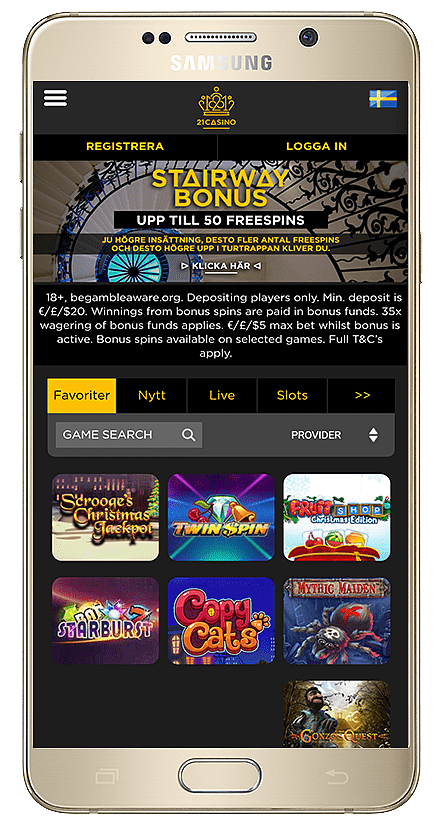 SAMSUNG
21CASINO
REGISTRERA
LOGGA IN
STAIRWAY
BONUS
UPP TILL 50 FREESPINS
JU HÖGRE INSÄTTNING, DESTO FLER ANTAL FREESPINS
OCH DESTO HÖGRE UPP I TURTRAPPAN KLIVER DU.
KLICKA HÄR
18+, begambleaware.org. Depositing players only. Min. deposit is
€/£/$20. Winnings from bonus spins are paid in bonus funds. 35x
wagering of bonus funds applies. €/£/$5 max bet whilst bonus is
active. Bonus spins available on selected games. Full T&C's
apply.
Favoriter
Nytt
Live
Slots
>>
GAME SEARCH
PROVIDER
Scrooge's
Christmas
Jackpot
TWIN SPIN
FRUIT SHOP
Christmas Edition
STARBURST
Copy
Cats
MYTHIC MAIDEN
GONZO'S QUEST